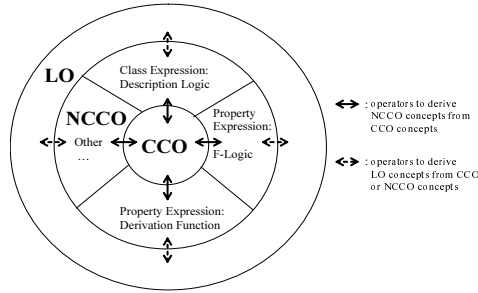 LO
Class Expression:
Description Logic
NCCO
Other
…
CCO
Property
Expression:
F-Logic
Property Expression:
Derivation Function
: operators to derive
NCCO concepts from
CCO concepts
: operators to derive
LO concepts from CCO
or NCCO concepts